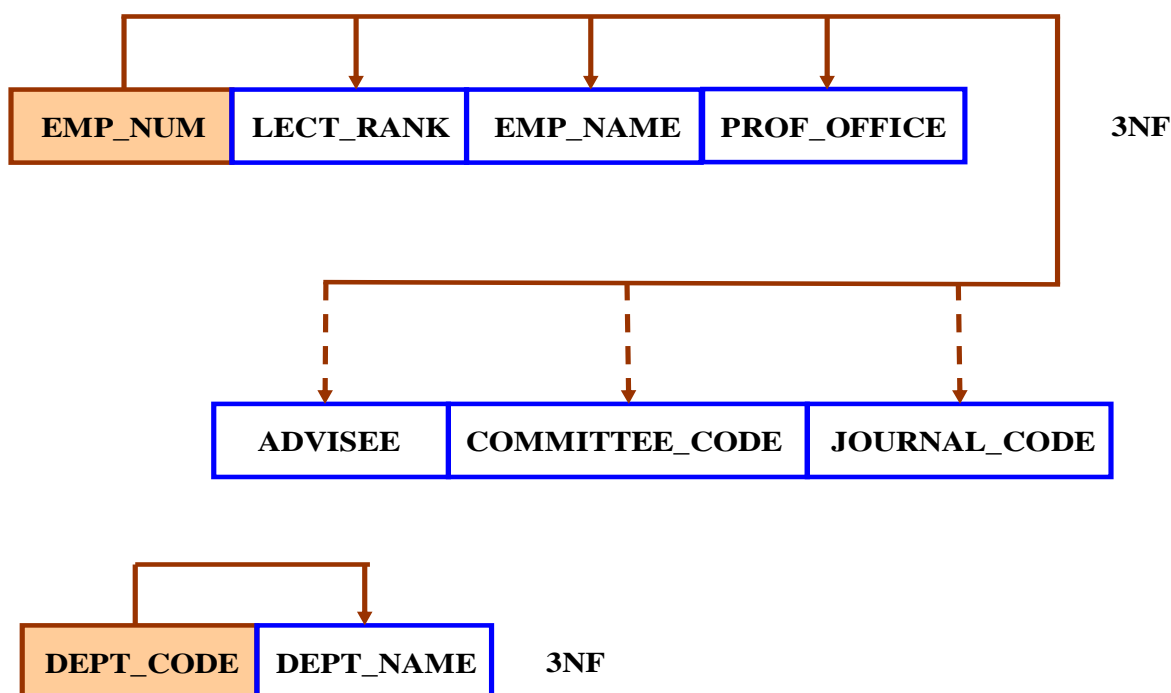 EMP_NUM LECT_RANK EMP_NAME PROF_OFFICE 3NF
ADVISEE COMMITTEE_CODE JOURNAL_CODE
DEPT_CODE DEPT_NAME 3NF